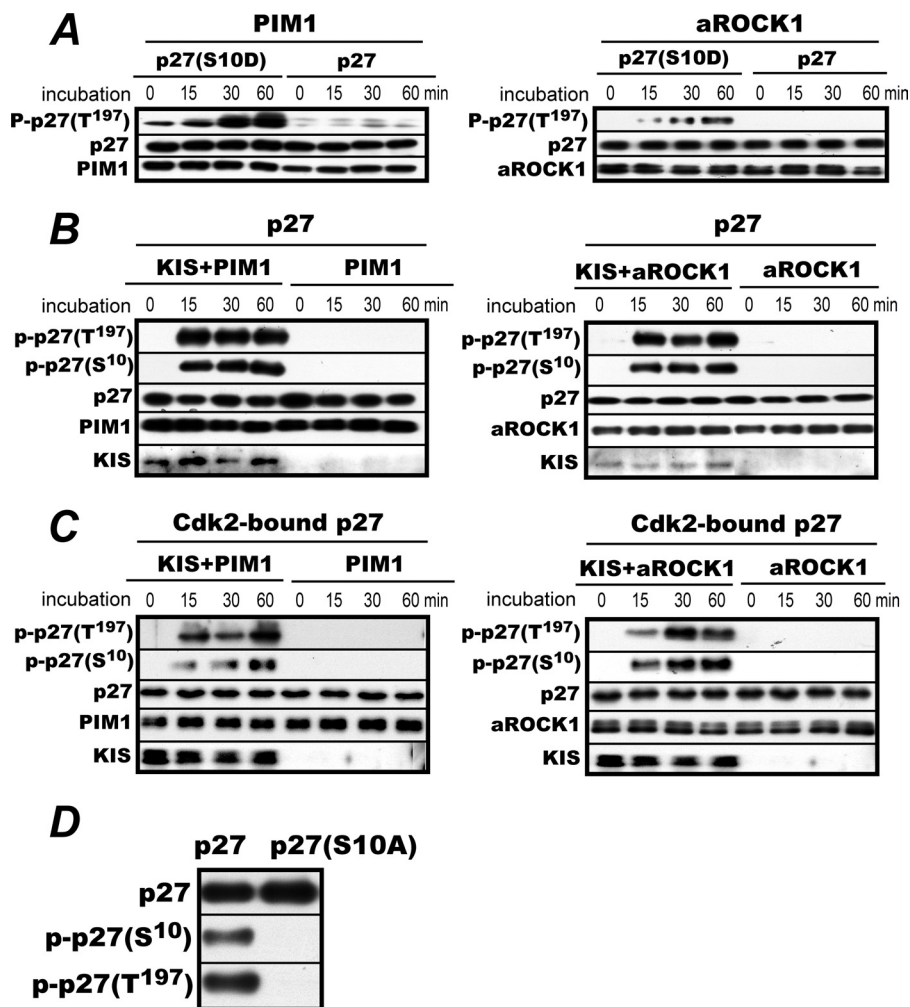 A
PIM1
p27(S10D) p27
incubation 0 15 30 60 0 15 30 60 min
P-p27(T197)
p27
PIM1
aROCK1
p27(S10D) p27
incubation 0 15 30 60 0 15 30 60 min
P-p27(T197)
p27
aROCK1
B
p27
KIS+PIM1 PIM1
incubation 0 15 30 60 0 15 30 60 min
p-p27(T197)
p-p27(S10)
p27
PIM1
KIS
p27
KIS+aROCK1 aROCK1
incubation 0 15 30 60 0 15 30 60 min
p-p27(T197)
p-p27(S10)
p27
aROCK1
KIS
C
Cdk2-bound p27
KIS+PIM1 PIM1
incubation 0 15 30 60 0 15 30 60 min
p-p27(T197)
p-p27(S10)
p27
PIM1
KIS
Cdk2-bound p27
KIS+aROCK1 aROCK1
incubation 0 15 30 60 0 15 30 60 min
p-p27(T197)
p-p27(S10)
p27
aROCK1
KIS
D
p27 p27(S10A)
p27
p-p27(S10)
p-p27(T197)